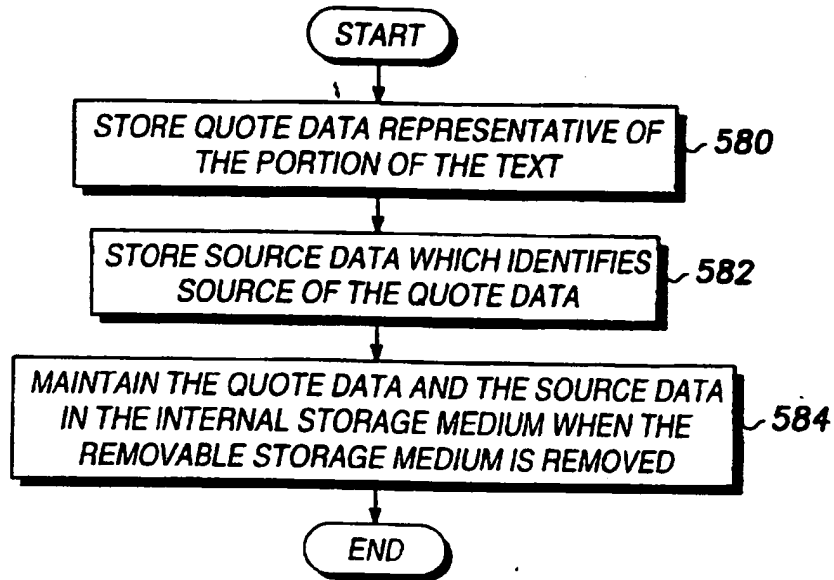 START
STORE QUOTE DATA REPRESENTATIVE OF
THE PORTION OF THE TEXT
580
STORE SOURCE DATA WHICH IDENTIFIES
SOURCE OF THE QUOTE DATA
582
MAINTAIN THE QUOTE DATA AND THE SOURCE DATA
IN THE INTERNAL STORAGE MEDIUM WHEN THE
REMOVABLE STORAGE MEDIUM IS REMOVED
584
END